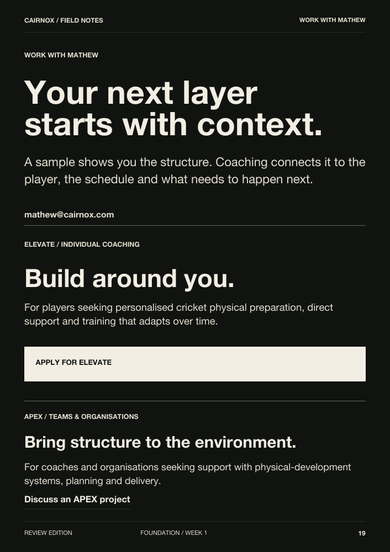 CAIRNOX / FIELD NOTES
WORK WITH MATHEW
WORK WITH MATHEW
Your next layer
starts with context.
A sample shows you the structure. Coaching connects it to the
player, the schedule and what needs to happen next.
mathew@cairnox.com
ELEVATE / INDIVIDUAL COACHING
Build around you.
For players seeking personalised cricket physical preparation, direct
support and training that adapts over time.
APPLY FOR ELEVATE
APEX / TEAMS & ORGANISATIONS
Bring structure to the environment.
For coaches and organisations seeking support with physical-development
systems, planning and delivery.
Discuss an APEX project
REVIEW EDITION
FOUNDATION / WEEK 1
19